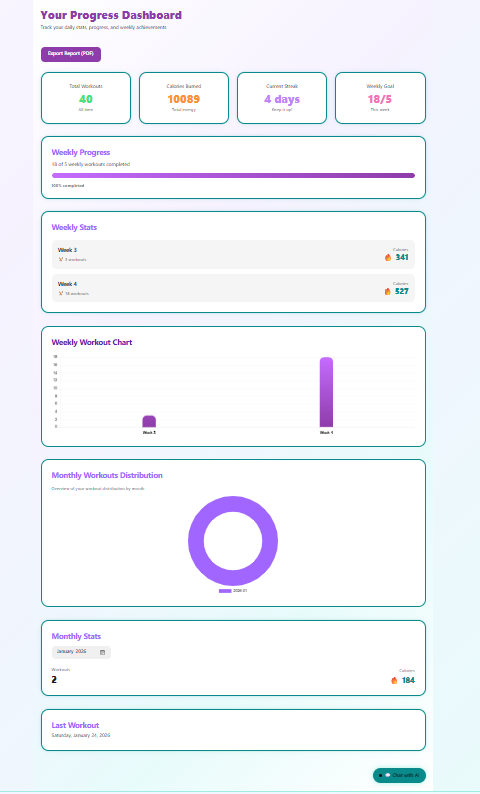 Your Progress Dashboard
Track your daily stats, progress, and weekly achievements
Export Report (PDF)
Total Workouts
40
All time
Calories Burned
10089
Total energy
Current Streak
4 days
Keep it up!
Weekly Goal
18/5
This week
Weekly Progress
18 of 5 weekly workouts completed
100% completed
Weekly Stats
Week 3
3 workouts
Calories
341
Week 4
18 workouts
Calories
527
Weekly Workout Chart
18
16
14
12
10
8
6
4
2
0
Week 3
Week 4
Monthly Workouts Distribution
Overview of your workout distribution by month
2026-01
Monthly Stats
January 2026
Workouts
2
Calories
184
Last Workout
Saturday, January 24, 2026
Chat with AI